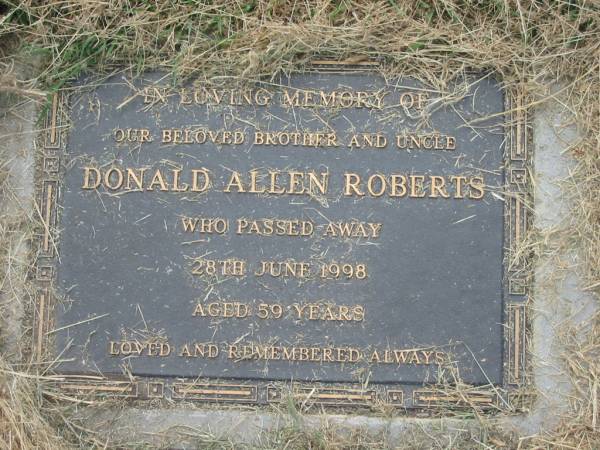 IN LOVING MEMORY OF
OUR BELOVED BROTHER AND UNCLE
DONALD ALLEN ROBERTS
WHO PASSED AWAY
28TH JUNE 1998
AGED 59 YEARS
LOVED AND REMEMBERED ALWAYS